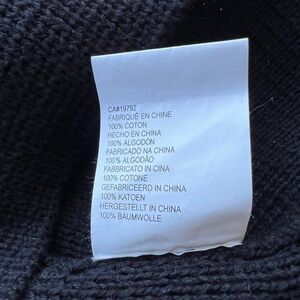 CA#19792
FABRIQUÉ EN CHINE
100% COTON
HECHO EN CHINA
100% ALGODÓN
FABRICADO NA CHINA
100% ALGODÃO
FABBRICATO IN CINA
100% COTONE
GEFABRICEERD IN CHINA
100% KATOEN
HERGESTELLT IN CHINA
100% BAUMWOLLE